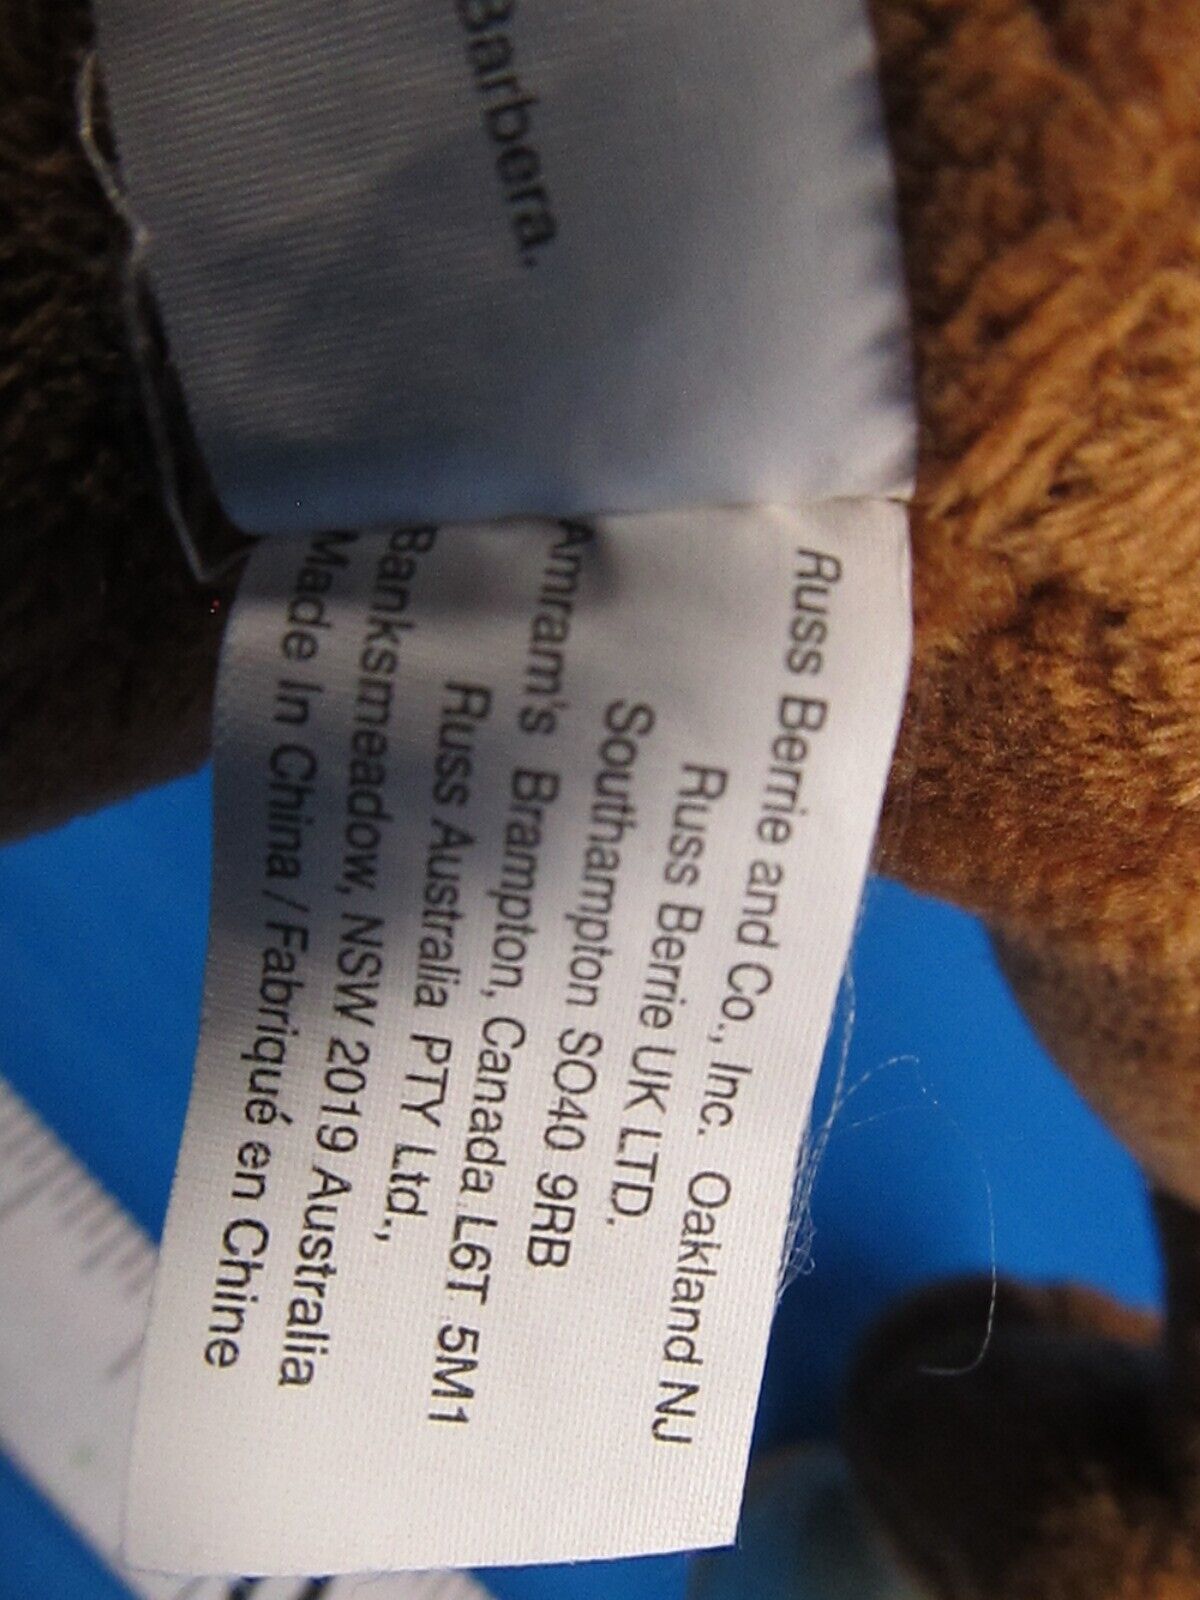 Barbera.
Russ Berrie and Co., Inc. Oakland NJ
Russ Berrie UK LTD.
Southampton SO40 9RB
Amram's Brampton, Canada L6T 5M1
Russ Australia PTY Ltd.,
Banksmeadow, NSW 2019 Australia
Made In China / Fabriqué en Chine